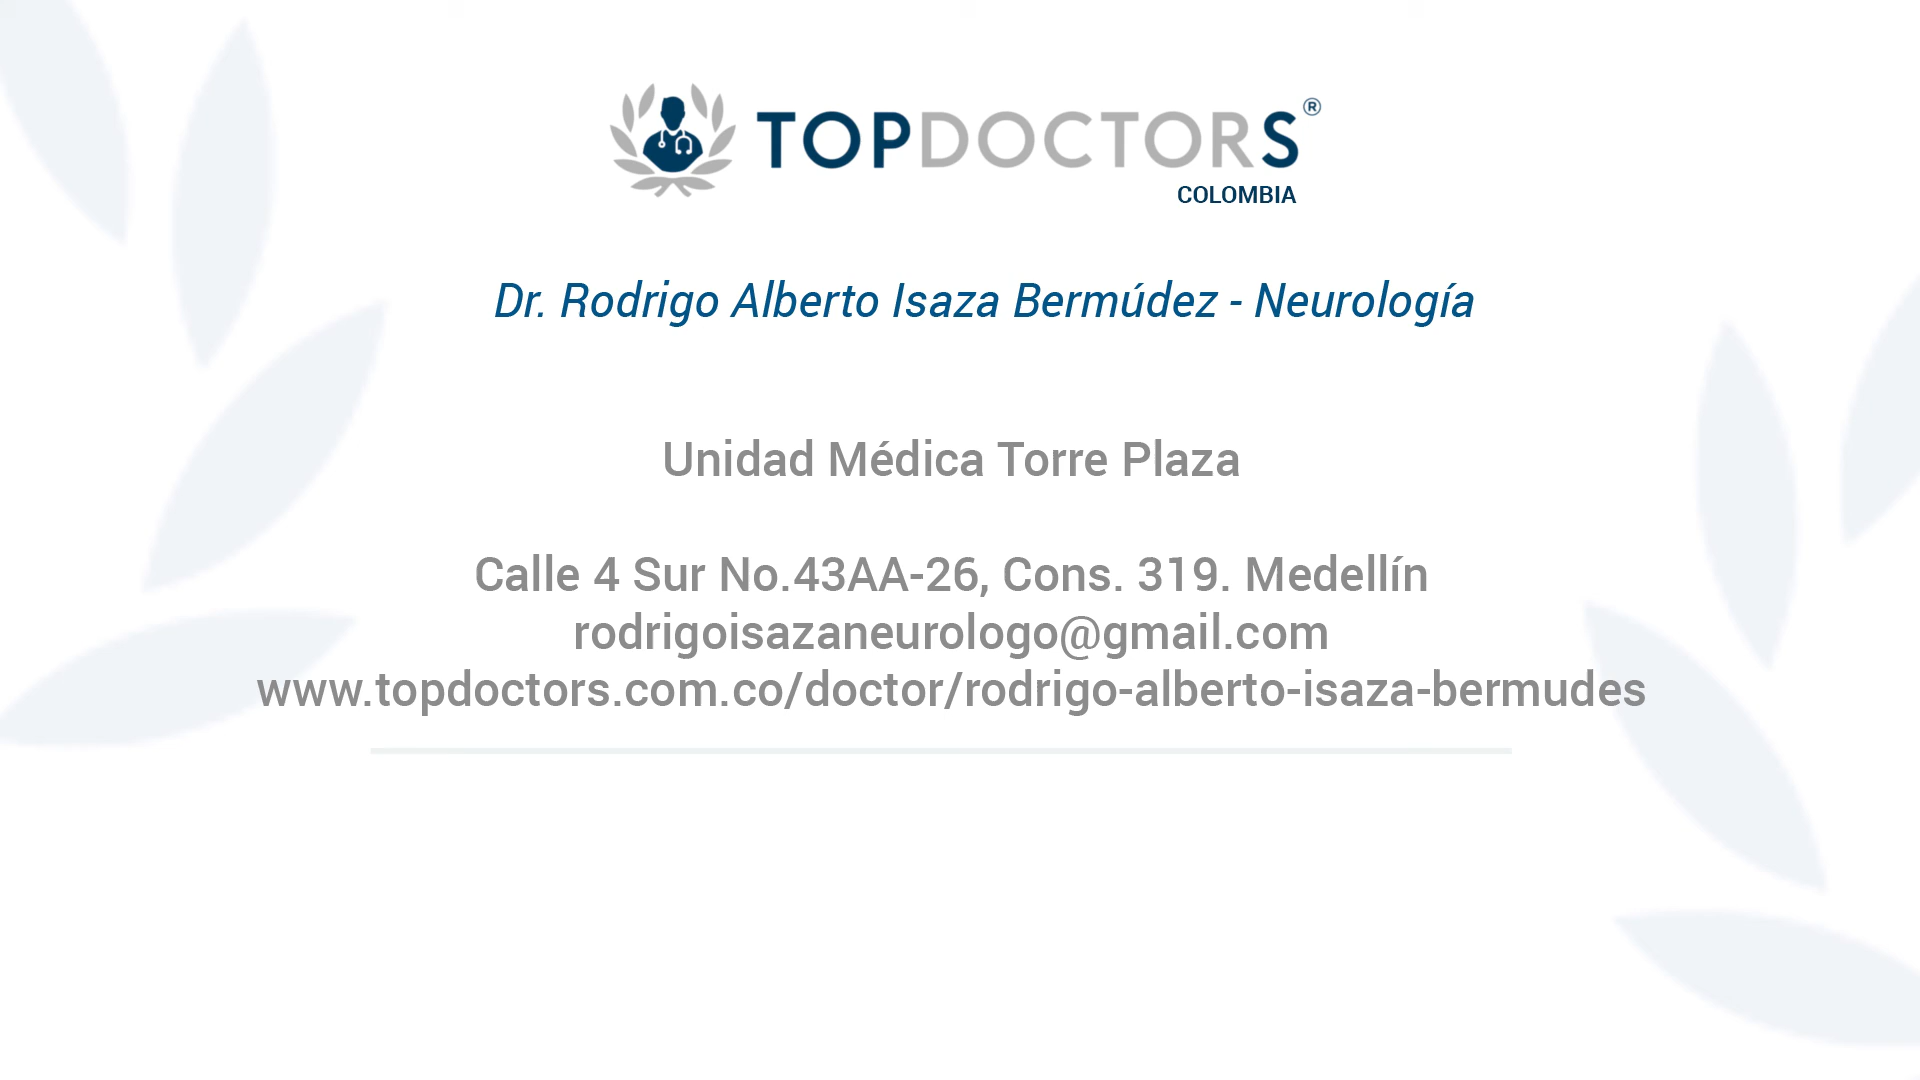 TOPDOCTORS®
COLOMBIA
Dr. Rodrigo Alberto Isaza Bermúdez - Neurología
Unidad Médica Torre Plaza
Calle 4 Sur No.43AA-26, Cons. 319. Medellín
rodrigoisazaneurologo@gmail.com
www.topdoctors.com.co/doctor/rodrigo-alberto-isaza-bermudes